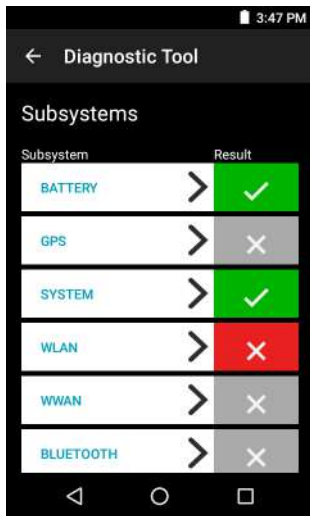 3:47 PM
Diagnostic Tool
Subsystems
Subsystem Result
BATTERY
GPS
SYSTEM
WLAN
WWAN
BLUETOOTH